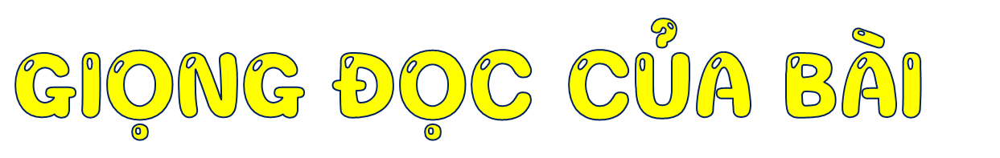 GIỌNG ĐỌC CỦA BÀI